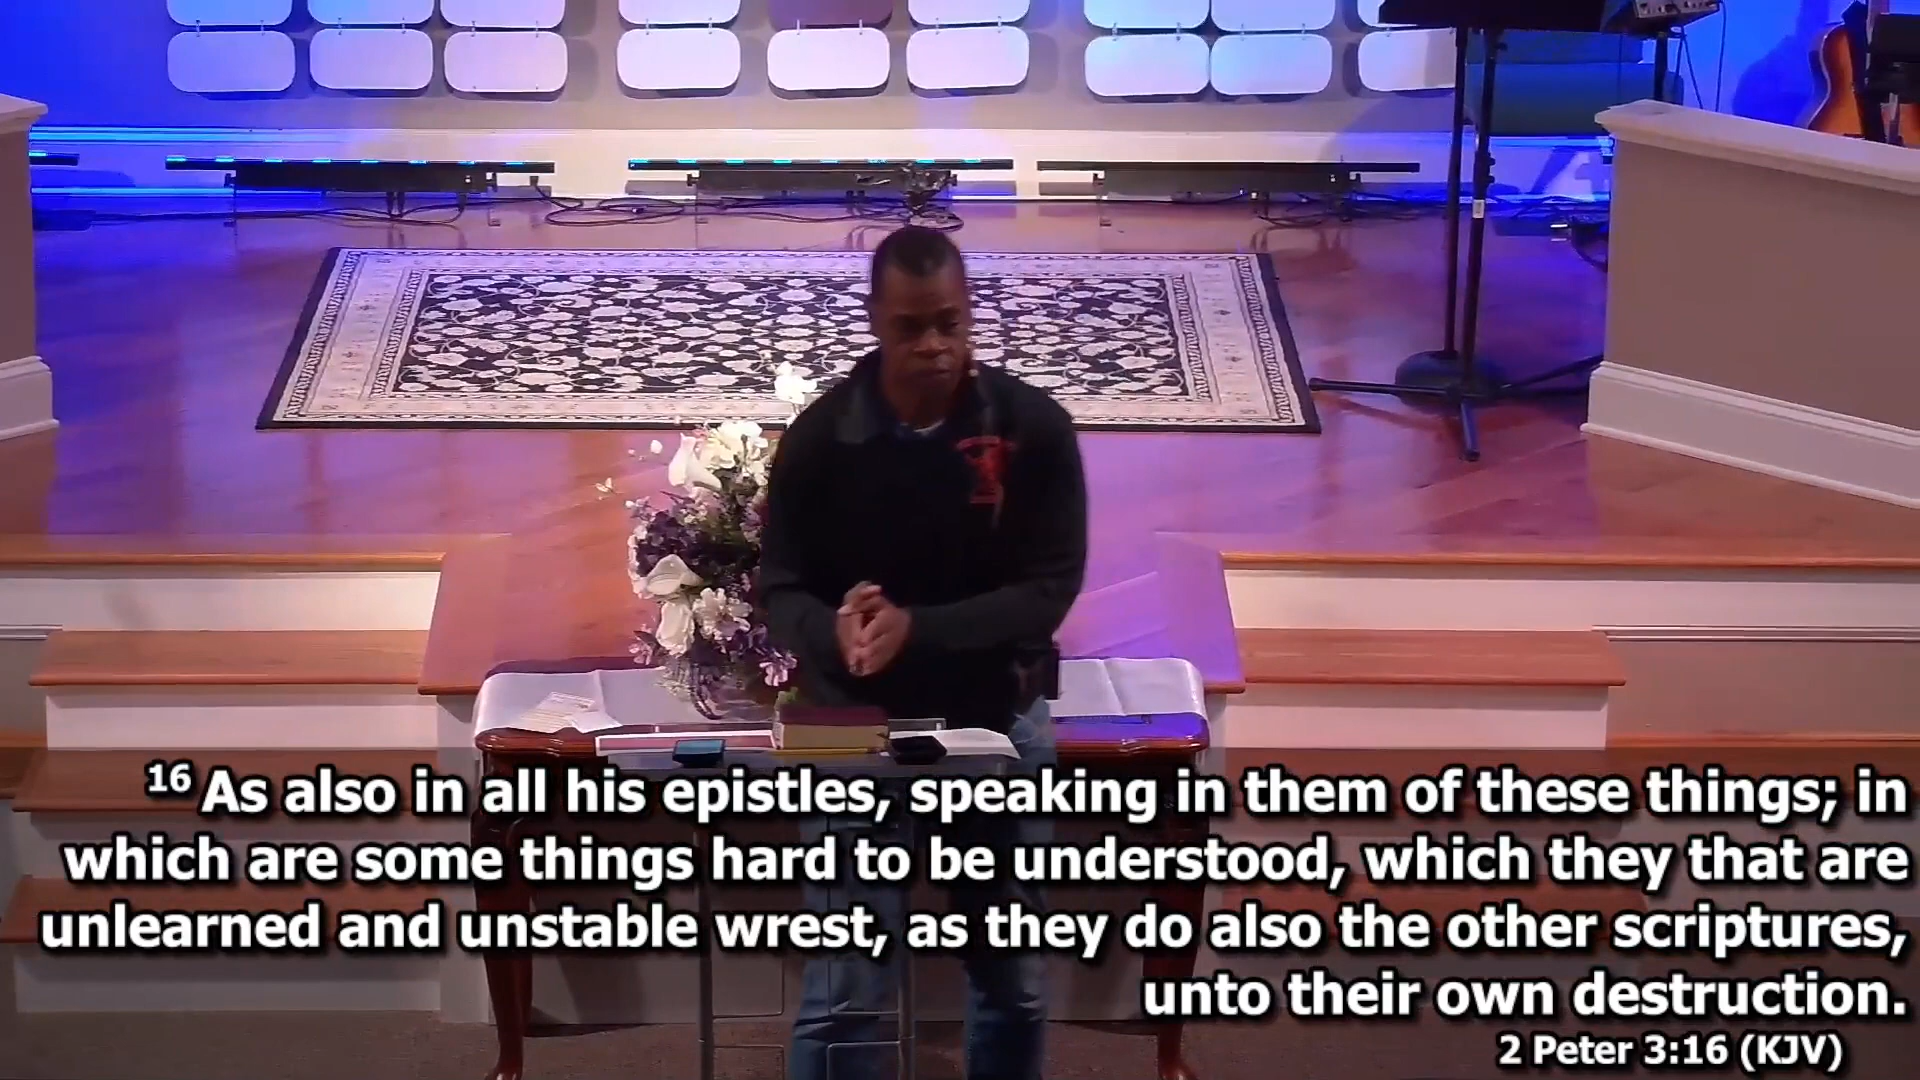 16 As also in all his epistles, speaking in them of these things; in
which are some things hard to be understood, which they that are
unlearned and unstable wrest, as they do also the other scriptures,
unto their own destruction.
2 Peter 3:16 (KJV)